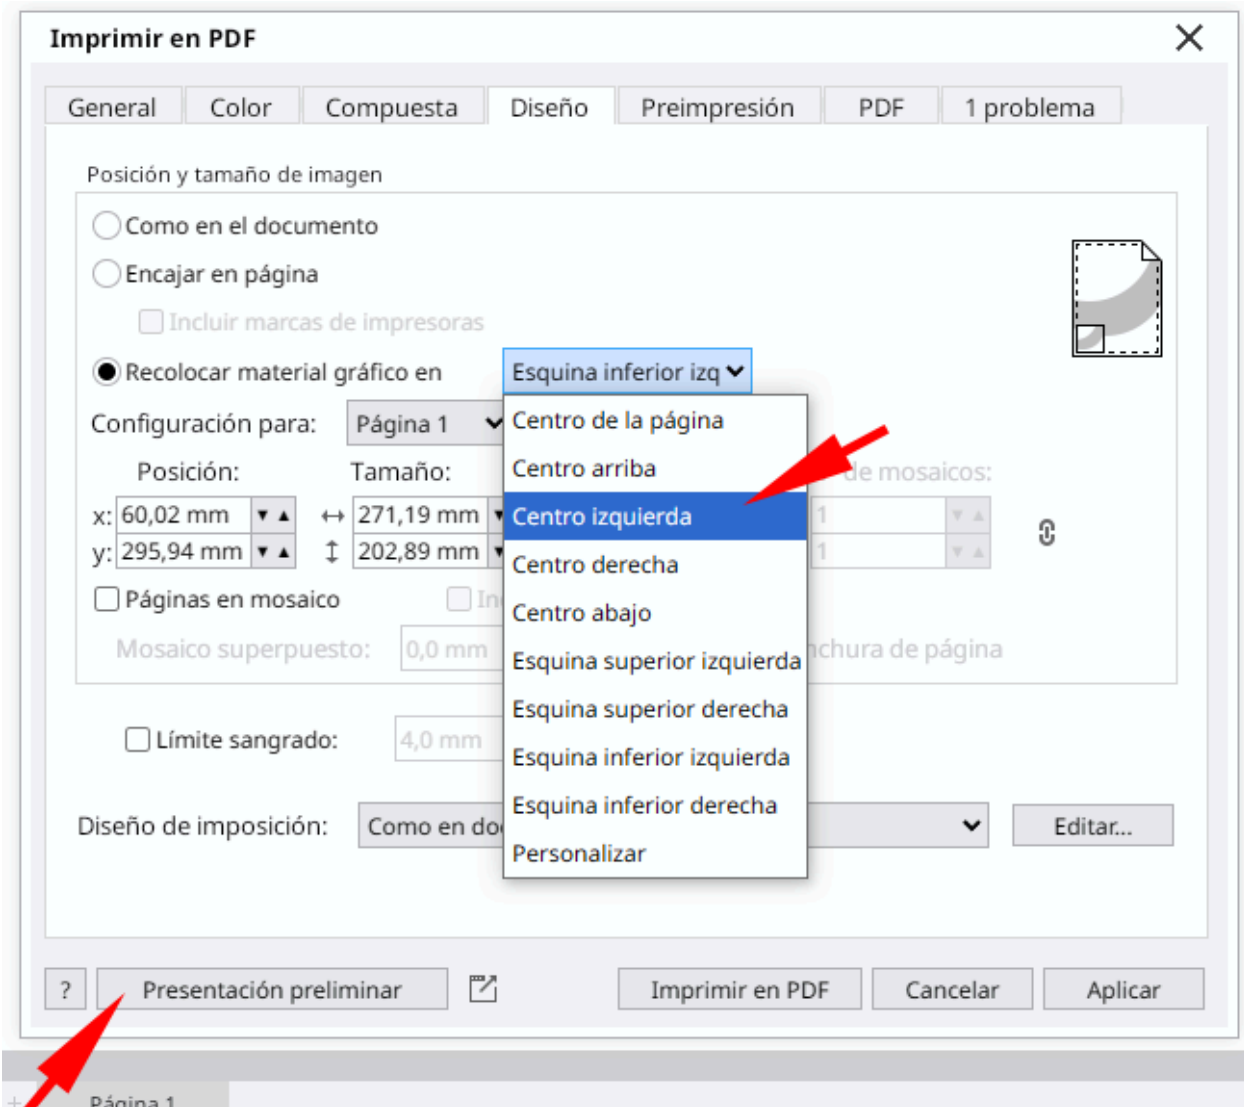 Imprimir en PDF
General Color Compuesta Diseño Preimpresión PDF 1 problema
Posición y tamaño de imagen
Como en el documento
Encajar en página
Incluir marcas de impresoras
Recolocar material gráfico en Esquina inferior izq
Configuración para: Página 1 Centro de la página
Centro arriba
Posición: Tamaño: de mosaicos:
x: 60,02 mm 271,19 mm Centro izquierda 1
y: 295,94 mm 202,89 mm 1
Centro derecha
Páginas en mosaico
Centro abajo
Mosaico superpuesto: 0,0 mm Esquina superior izquierda de página
Esquina superior derecha
Límite sangrado: 4,0 mm
Esquina inferior izquierda
Esquina inferior derecha
Diseño de imposición: Como en Editar...
Personalizar
? Presentación preliminar Imprimir en PDF Cancelar Aplicar
+ Página 1